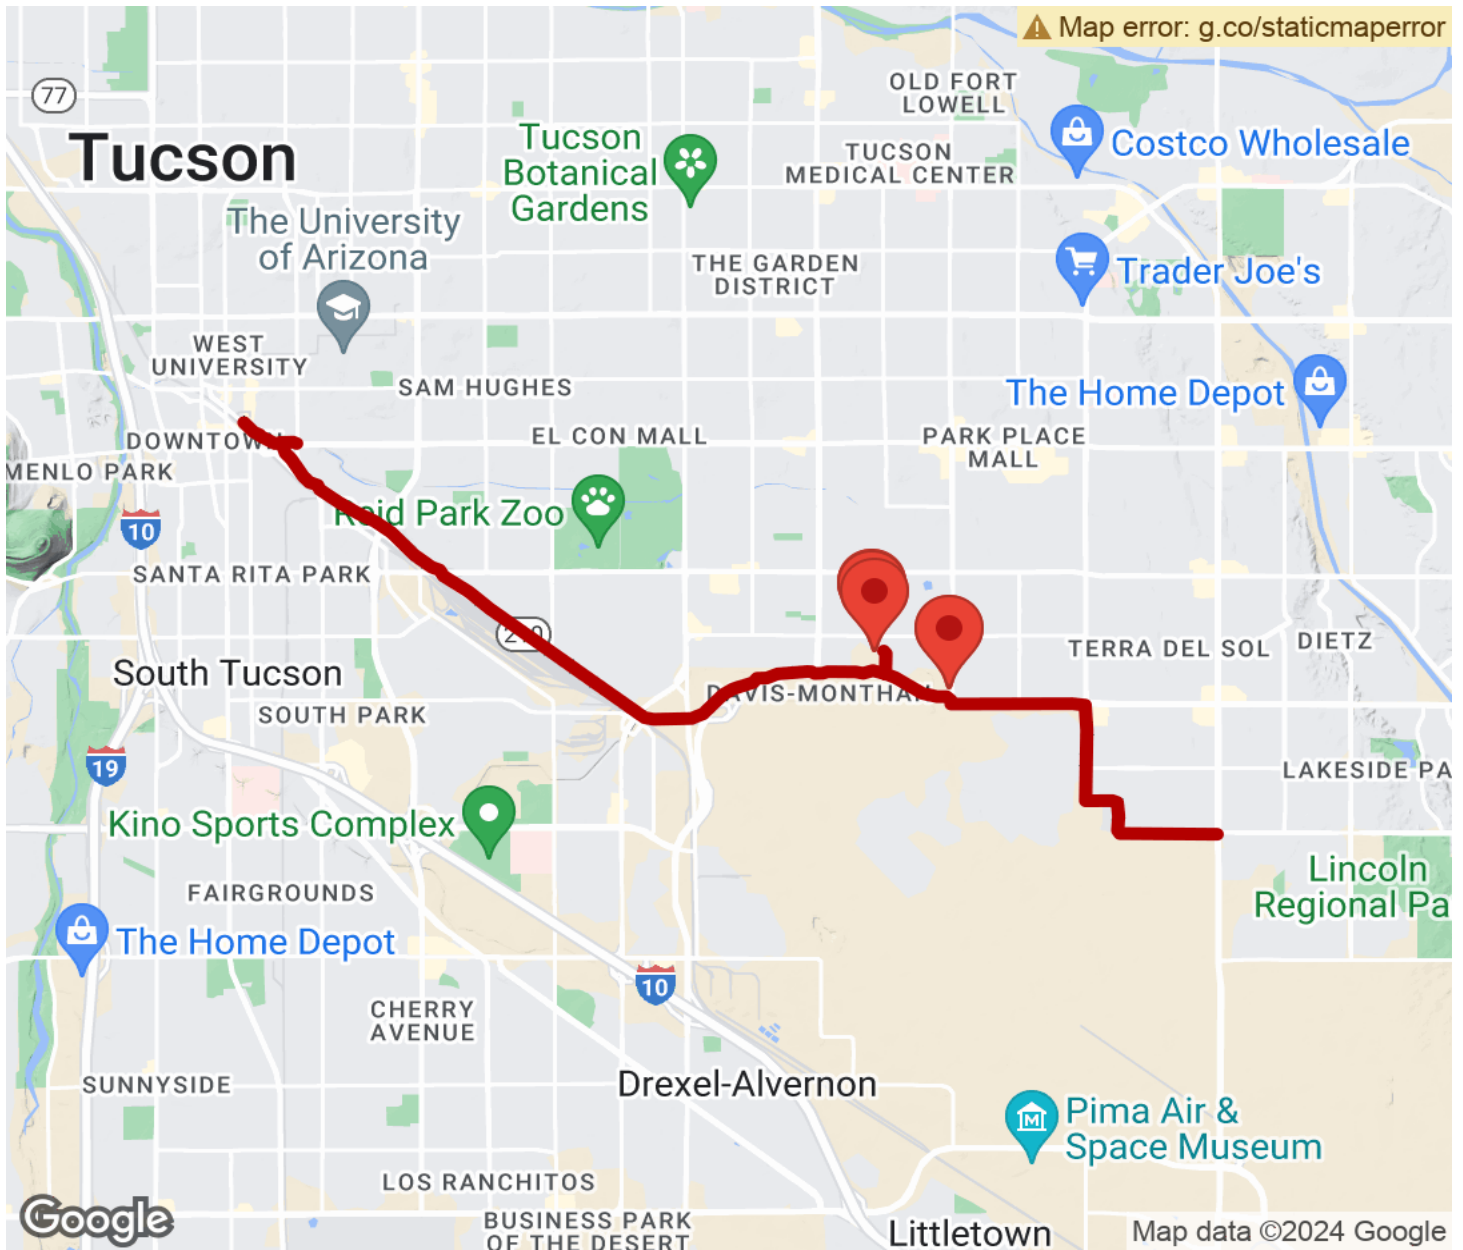 Map error: g.co/staticmaperror
77
OLD FORT
LOWELL
Tucson
Tucson
Botanical
Gardens
TUCSON
MEDICAL CENTER
Costco Wholesale
The University
of Arizona
THE GARDEN
DISTRICT
Trader Joe's
WEST
UNIVERSITY
SAM HUGHES
The Home Depot
DOWNTOWN
EL CON MALL
PARK PLACE
MALL
MENLO PARK
Reid Park Zoo
10
SANTA RITA PARK
210
TERRA DEL SOL
DIETZ
South Tucson
DAVIS-MONTHAN
SOUTH PARK
19
LAKESIDE PA
Kino Sports Complex
Lincoln
Regional Pa
FAIRGROUNDS
The Home Depot
10
CHERRY
AVENUE
SUNNYSIDE
Drexel-Alvernon
Pima Air &
Space Museum
LOS RANCHITOS
Google
BUSINESS PARK
OF THE DESERT
Littletown
Map data ©2024 Google